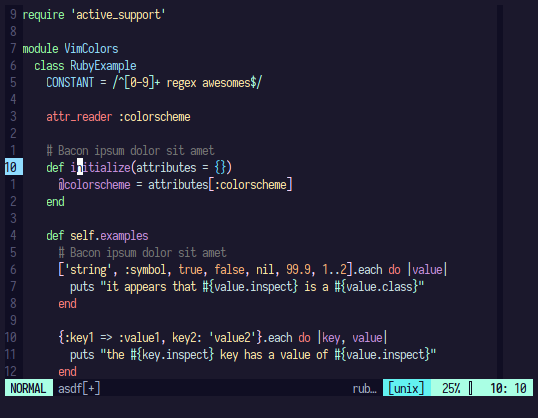 9 require 'active_support'
8
7 module VimColors
6   class RubyExample
5     CONSTANT = /^[0-9]+ regex awesomes$/
4
3     attr_reader :colorscheme
2
1     # Bacon ipsum dolor sit amet
10     def initialize(attributes = {})
1       @colorscheme = attributes[:colorscheme]
2     end
3
4     def self.examples
5       # Bacon ipsum dolor sit amet
6       ['string', :symbol, true, false, nil, 99.9, 1..2].each do |value|
7         puts "it appears that #{value.inspect} is a #{value.class}"
8       end
9
10       {:key1 => :value1, key2: 'value2'}.each do |key, value|
11         puts "the #{key.inspect} key has a value of #{value.inspect}"
12       end
NORMAL asdf[+] rub… [unix] 25% 10: 10